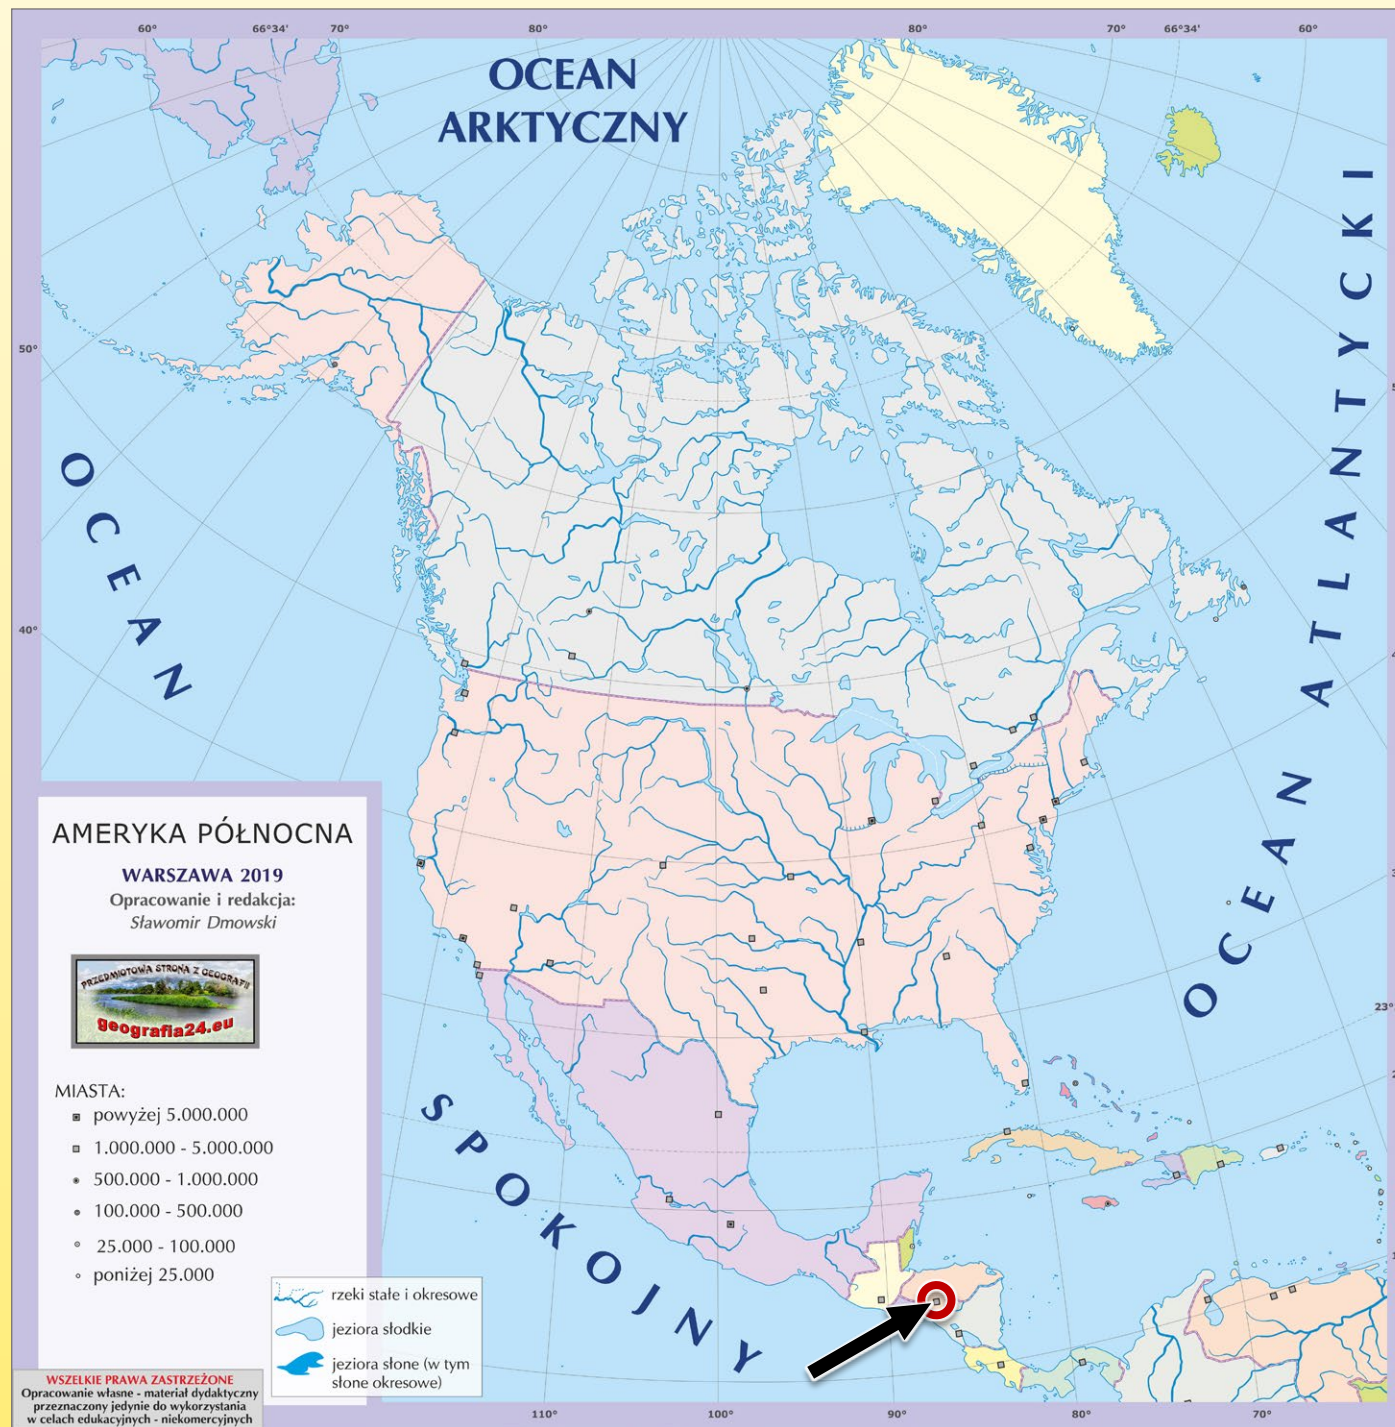 60°
66°34'
70°
80°
80°
70°
66°34'
60°
OCEAN
ARKTYCZNY
OCEAN ATLANTYCKI
50°
40°
OCEAN
SPOKOJNY
23°
AMERYKA PÓŁNOCNA
WARSZAWA 2019
Opracowanie i redakcja:
Sławomir Dmowski
PRZEDMIOTOWA STRONA Z GEOGRAFII
geografia24.eu
MIASTA:
powyżej 5.000.000
1.000.000 - 5.000.000
500.000 - 1.000.000
100.000 - 500.000
25.000 - 100.000
poniżej 25.000
rzeki stałe i okresowe
jeziora słodkie
jeziora słone (w tym
słone okresowe)
WSZELKIE PRAWA ZASTRZEŻONE
Opracowanie własne - materiał dydaktyczny
przeznaczony jedynie do wykorzystania
w celach edukacyjnych - niekomercyjnych
110°
100°
90°
80°
70°